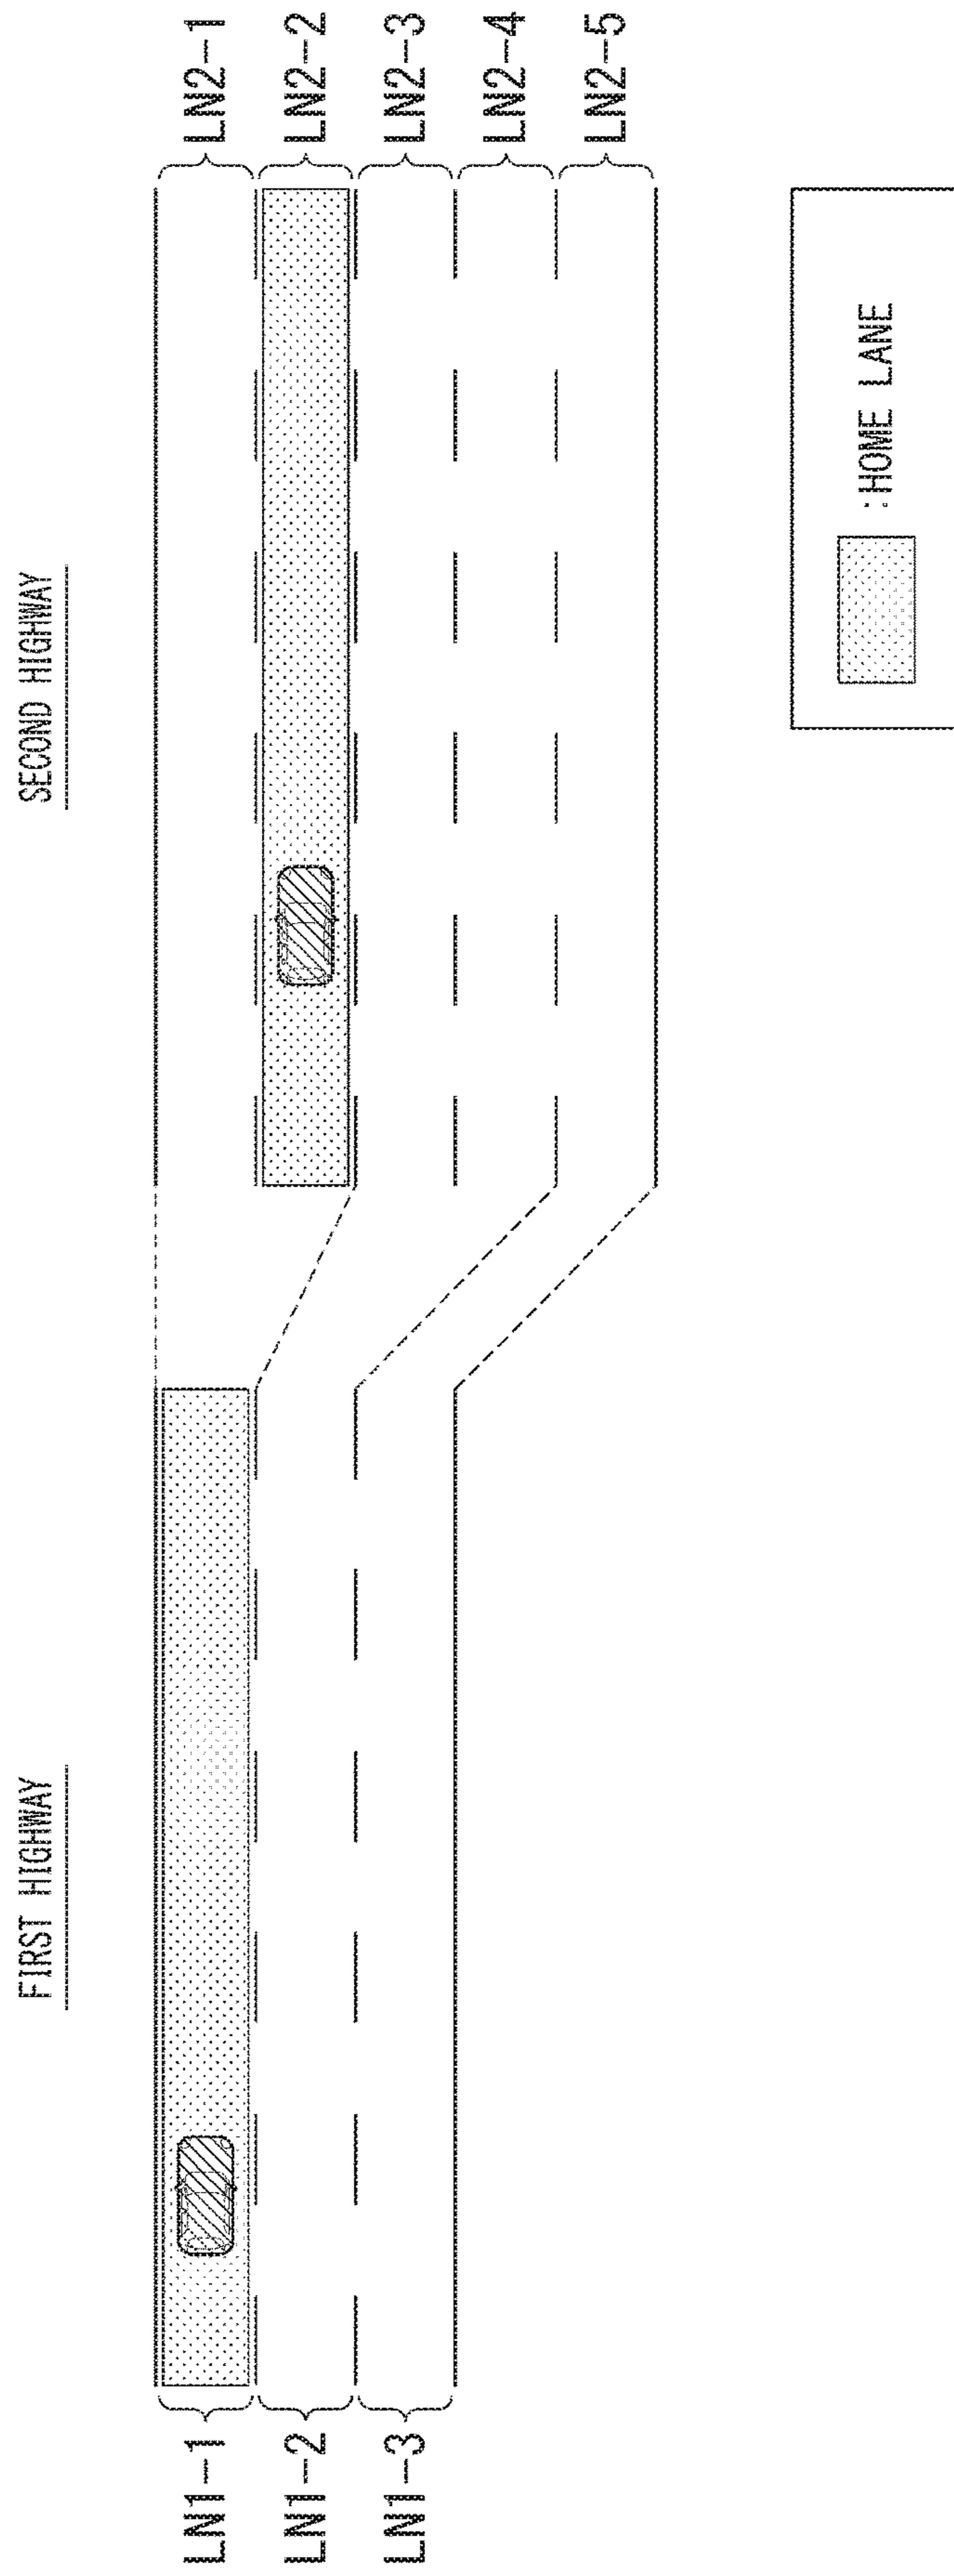 FIRST HIGHWAY
SECOND HIGHWAY
LN1-1
LN1-2
LN1-3
LN2-1
LN2-2
LN2-3
LN2-4
LN2-5
:HOME LANE